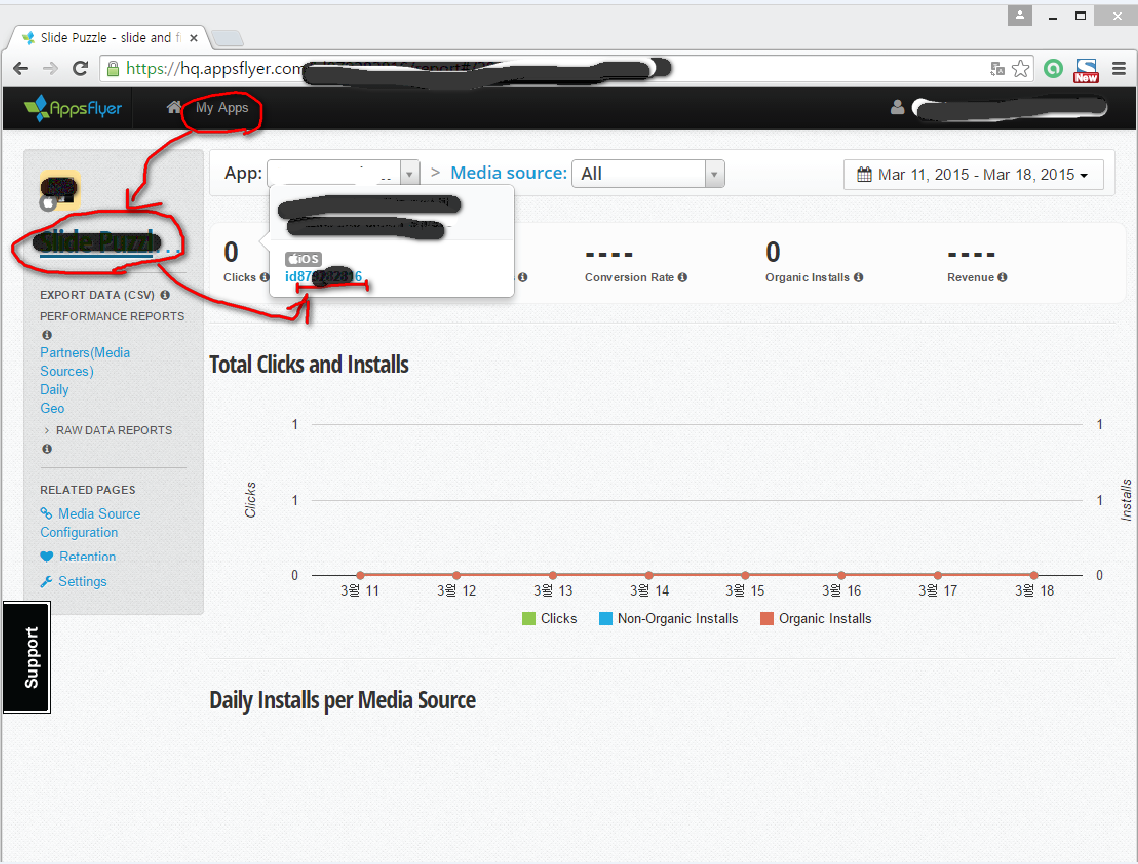 Slide Puzzle - slide and f
https://hq.appsflyer.com
New
AppsFlyer
My Apps
App:
> Media source: All
Mar 11, 2015 - Mar 18, 2015
Slide Puzzl...
iOS
0
Clicks
----
Conversion Rate
0
Organic Installs
----
Revenue
EXPORT DATA (CSV)
PERFORMANCE REPORTS
Partners(Media
Sources)
Daily
Geo
> RAW DATA REPORTS
RELATED PAGES
Media Source
Configuration
Retention
Settings
Support
Total Clicks and Installs
1 1
1 1
0 0
Clicks
Installs
3월 11 3월 12 3월 13 3월 14 3월 15 3월 16 3월 17 3월 18
Clicks Non-Organic Installs Organic Installs
Daily Installs per Media Source